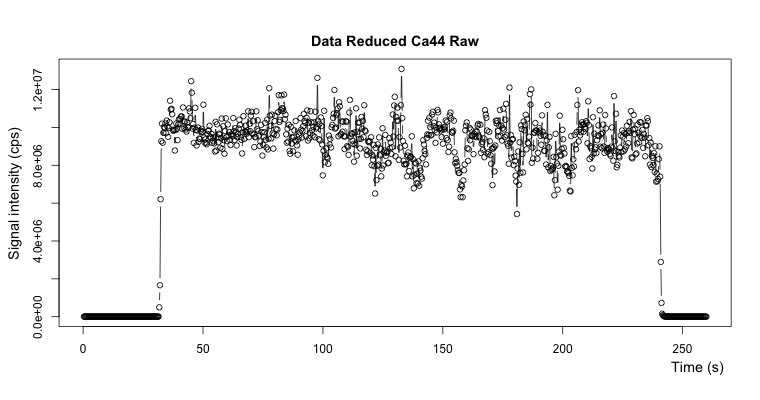 Data Reduced Ca44 Raw
Signal intensity (cps)
1.2e+07
8.0e+06
4.0e+06
0.0e+00
0 50 100 150 200 250
Time (s)